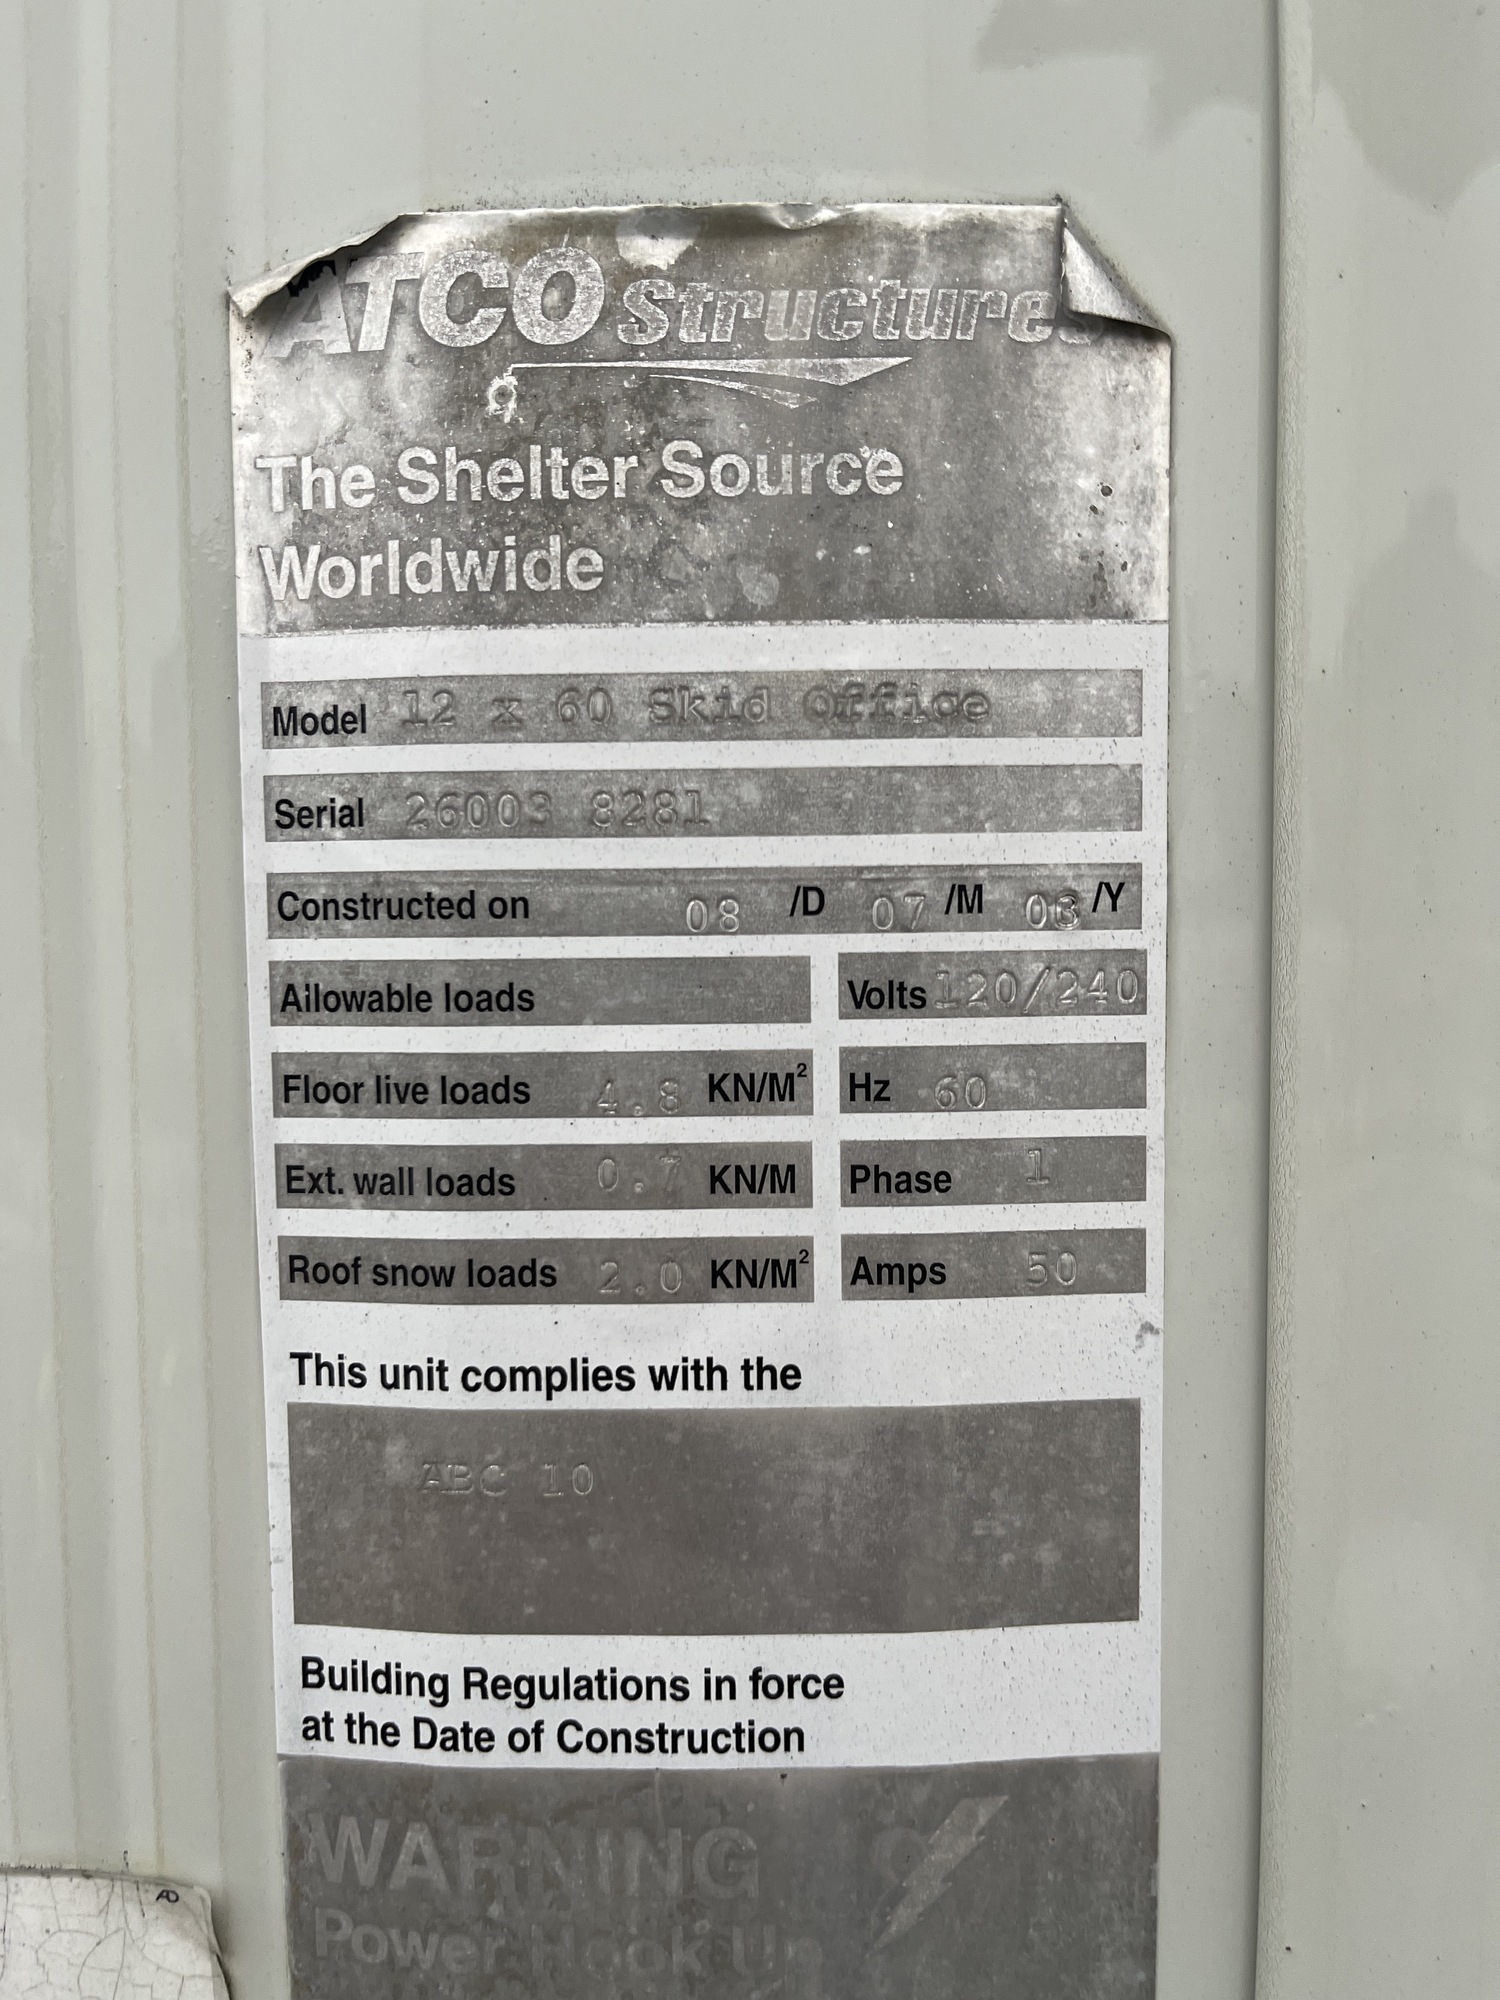 ATCO Structures
The Shelter Source
Worldwide
Model 12 x 60 Skid Office
Serial 26003 8281
Constructed on 08 /D 07 /M /Y
Allowable loads Volts 120/240
Floor live loads 4.8 KN/M² Hz 60
Ext. wall loads 0.7 KN/M Phase 1
Roof snow loads 2.0 KN/M² Amps 50
This unit complies with the
ABC 10
Building Regulations in force
at the Date of Construction
WARNING
Power Hook Up